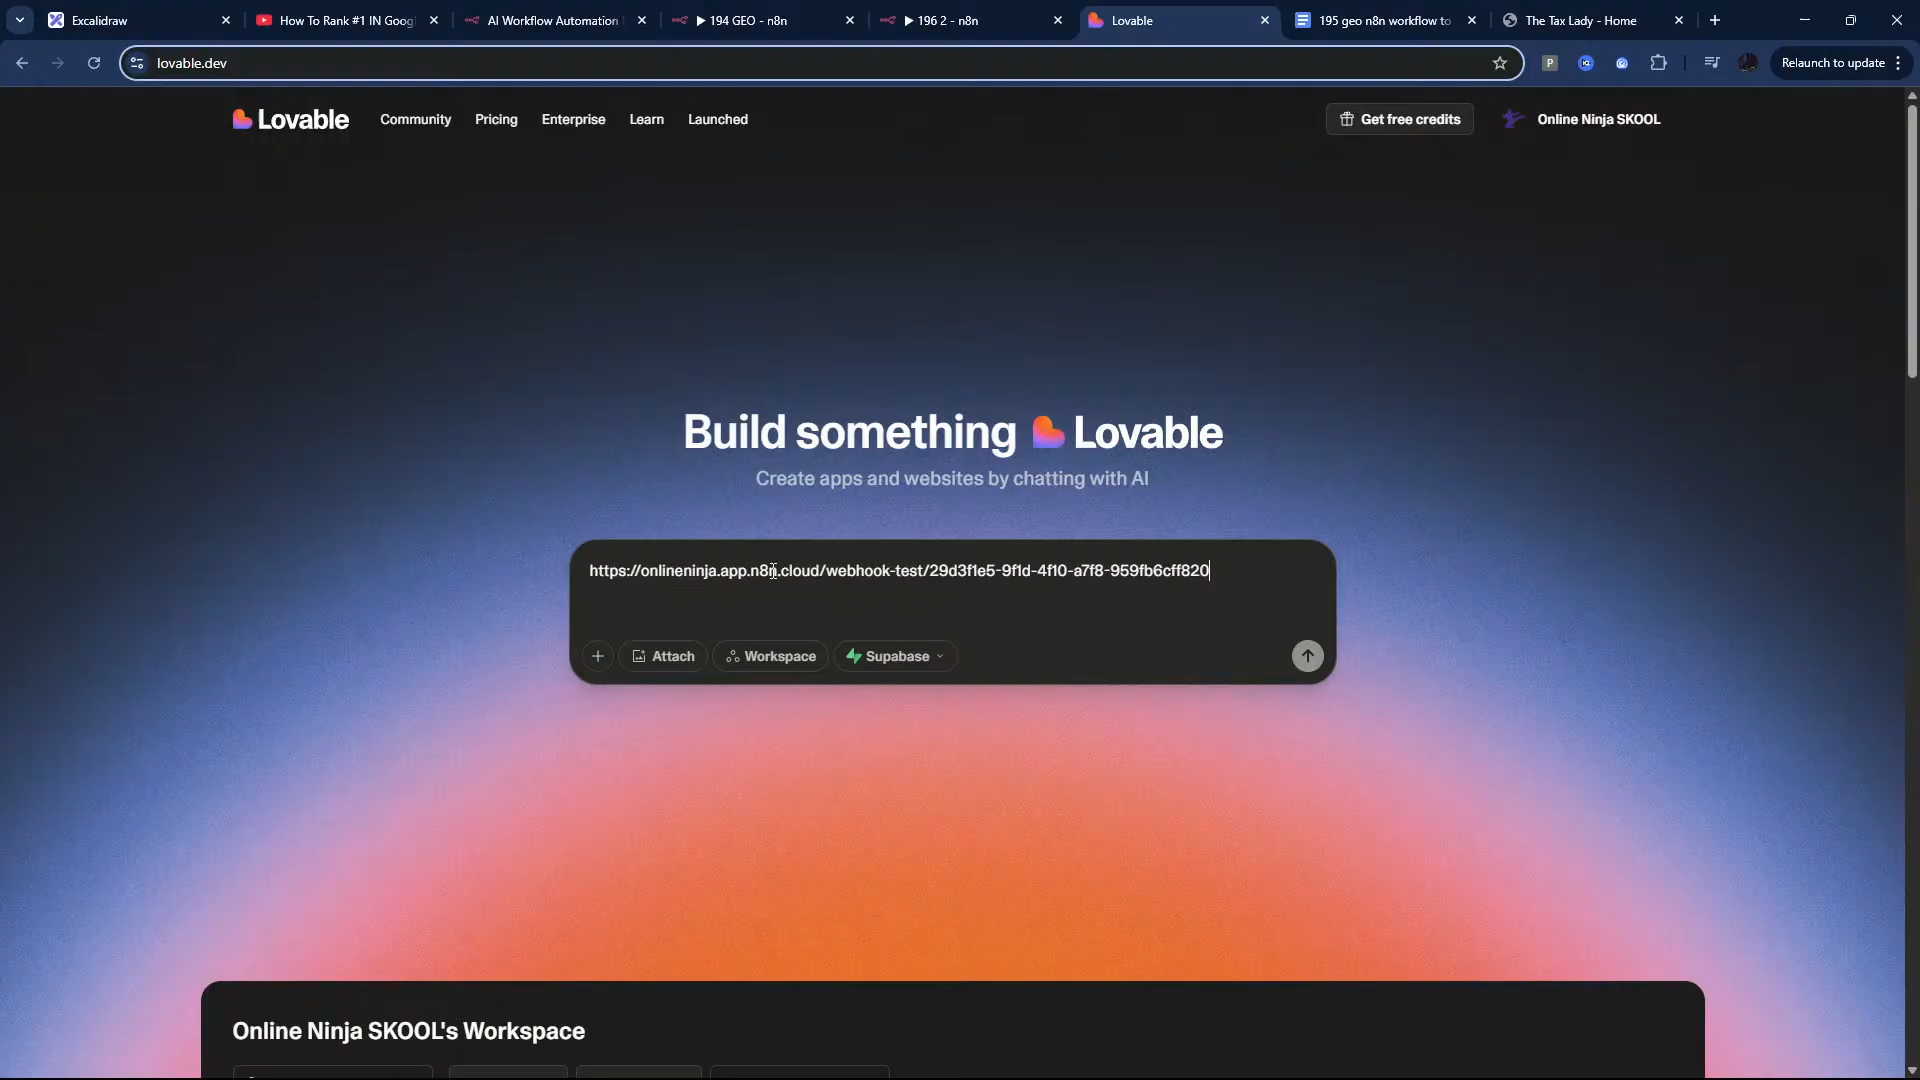 Excalidraw
How To Rank #1 IN Goog
AI Workflow Automation
▶ 194 GEO - n8n
▶ 196 2 - n8n
Lovable
195 geo n8n workflow to
The Tax Lady - Home
lovable.dev
P
Relaunch to update
Lovable
Community
Pricing
Enterprise
Learn
Launched
Get free credits
Online Ninja SKOOL
Build something Lovable
Create apps and websites by chatting with AI
https://onlineninja.app.n8n.cloud/webhook-test/29d3f1e5-9f1d-4f10-a7f8-959fb6cff820
Attach
Workspace
Supabase
Online Ninja SKOOL's Workspace